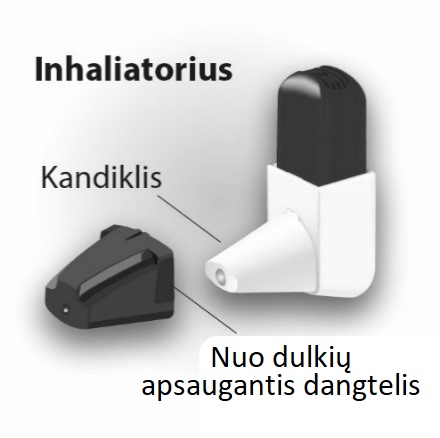 Inhaliatorius
Kandiklis
Nuo dulkių
apsaugantis dangtelis